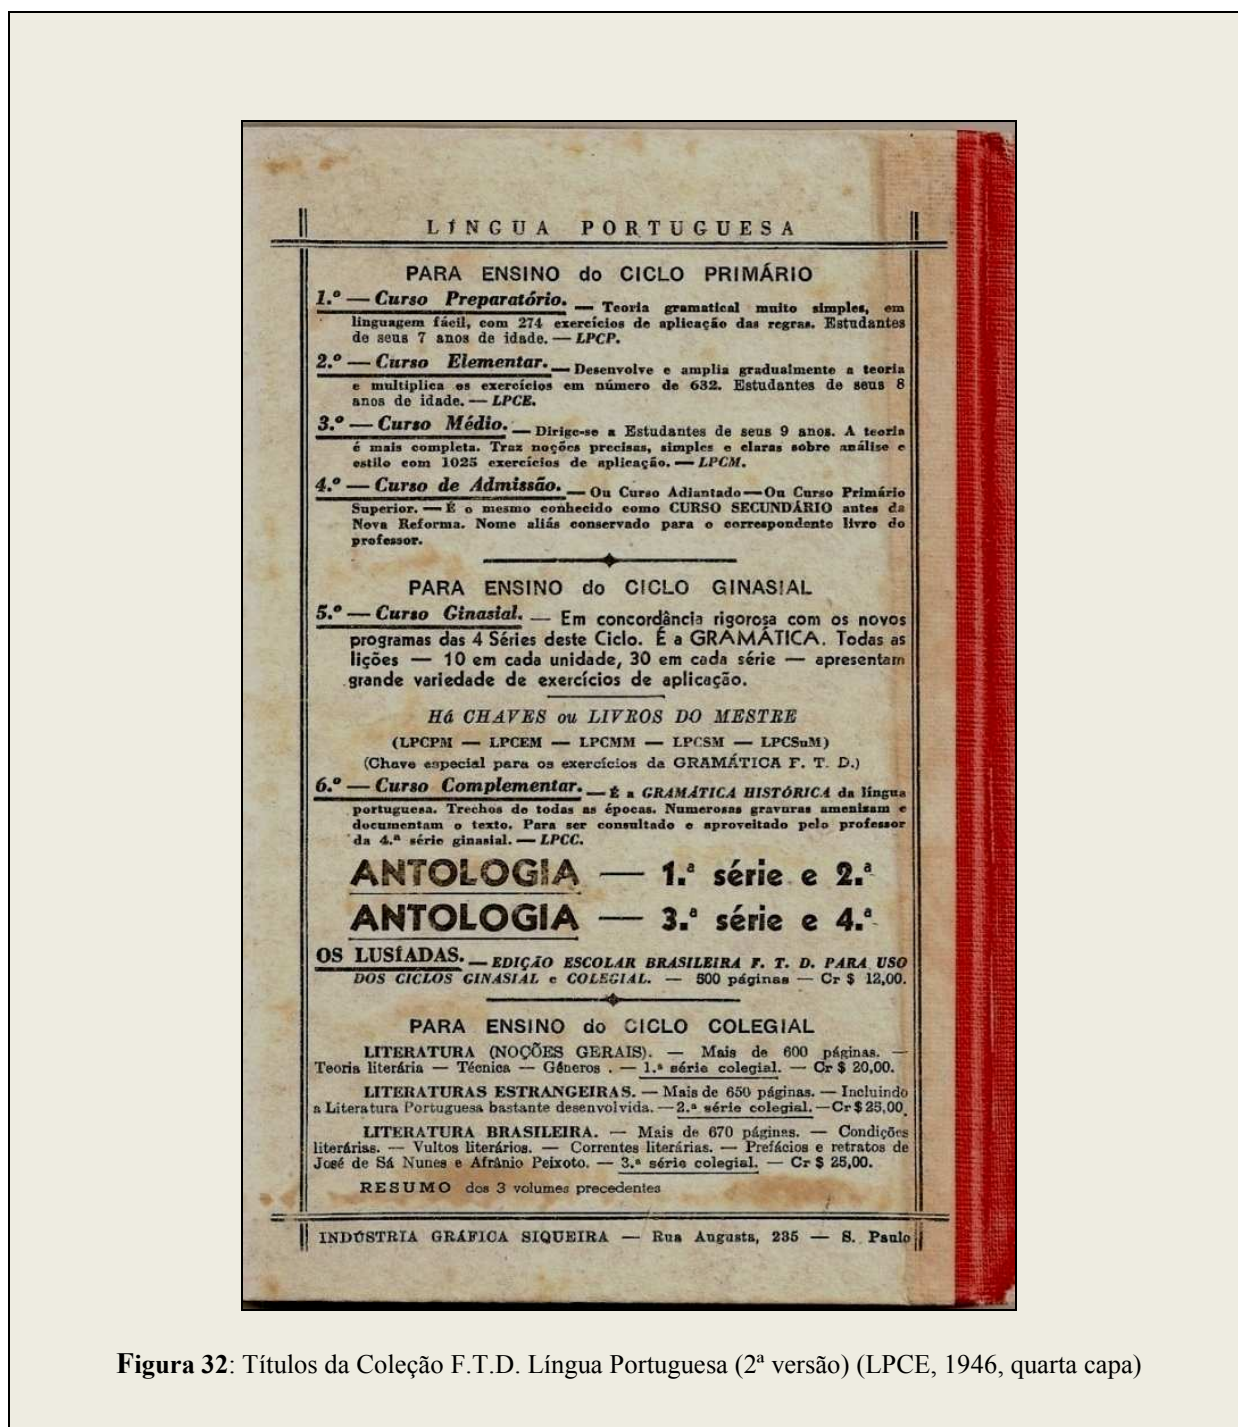 LÍNGUA PORTUGUESA
PARA ENSINO do CICLO PRIMÁRIO
1.º — Curso Preparatório. — Teoria gramatical muito simples, em
linguagem fácil, com 274 exercícios de aplicação das regras. Estudantes
de seus 7 anos de idade. — LPCP.
2.º — Curso Elementar. — Desenvolve e amplia gradualmente a teoria
e multiplica os exercícios em número de 632. Estudantes de seus 8
anos de idade. — LPCE.
3.º — Curso Médio. — Dirige-se a Estudantes de seus 9 anos. A teoria
é mais completa. Traz noções precisas, simples e claras sobre análise e
estilo com 1025 exercícios de aplicação. — LPCM.
4.º — Curso de Admissão. — Ou Curso Adiantado — Ou Curso Primário
Superior. — É o mesmo conhecido como CURSO SECUNDÁRIO antes da
Nova Reforma. Nome aliás conservado para o correspondente livro do
professor.
PARA ENSINO do CICLO GINASIAL
5.º — Curso Ginasial. — Em concordância rigorosa com os novos
programas das 4 Séries deste Ciclo. É a GRAMÁTICA. Todas as
lições — 10 em cada unidade, 30 em cada série — apresentam
grande variedade de exercícios de aplicação.
Há CHAVES ou LIVROS DO MESTRE
(LPCPM — LPCEM — LPCMM — LPCSM — LPCSuM)
(Chave especial para os exercícios da GRAMÁTICA F. T. D.)
6.º — Curso Complementar. — É a GRAMÁTICA HISTÓRICA da língua
portuguesa. Trechos de todas as épocas. Numerosas gravuras amenizam e
documentam o texto. Para ser consultado e aproveitado pelo professor
da 4.ª série ginasial. — LPCC.
ANTOLOGIA — 1.ª série e 2.ª
ANTOLOGIA — 3.ª série e 4.ª
OS LUSÍADAS. — EDIÇÃO ESCOLAR BRASILEIRA F. T. D. PARA USO
DOS CICLOS GINASIAL e COLEGIAL. — 500 páginas — Cr $ 12,00.
PARA ENSINO do CICLO COLEGIAL
LITERATURA (NOÇÕES GERAIS). — Mais de 600 páginas. —
Teoria literária — Técnica — Gêneros . — 1.ª série colegial. — Cr $ 20,00.
LITERATURAS ESTRANGEIRAS. — Mais de 650 páginas. — Incluindo
a Literatura Portuguesa bastante desenvolvida. — 2.ª série colegial. — Cr $ 25,00.
LITERATURA BRASILEIRA. — Mais de 670 páginas. — Condições
literárias. — Vultos literários. — Correntes literárias. — Prefácios e retratos de
José de Sá Nunes e Afrânio Peixoto. — 3.ª série colegial. — Cr $ 25,00.
RESUMO dos 3 volumes precedentes
INDÚSTRIA GRÁFICA SIQUEIRA — Rua Augusta, 235 — S. Paulo
Figura 32: Títulos da Coleção F.T.D. Língua Portuguesa (2ª versão) (LPCE, 1946, quarta capa)